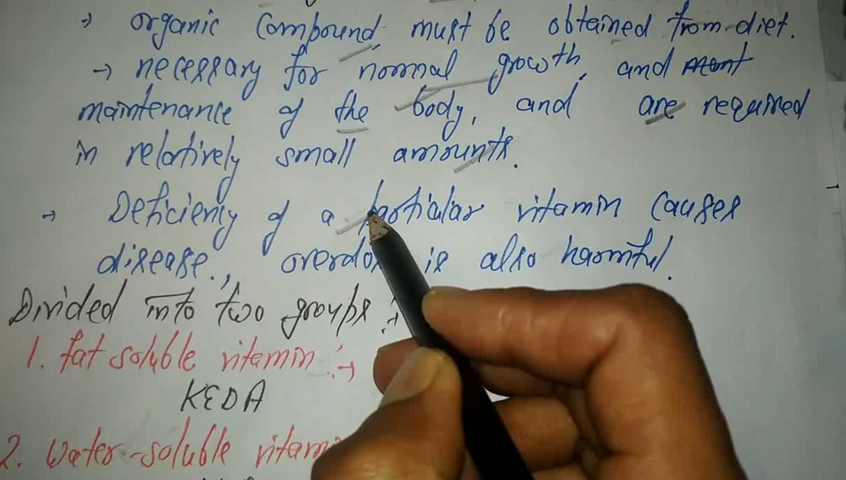 → organic compound, must be obtained from diet.
→ necessary for normal growth, and
maintenance of the body, and are required
in relatively small amounts.
→ Deficiency of a particular vitamin causes
disease., is also harmful.
Divided into two groups :
1. fat soluble vitamin :→
KEDA
2. Water-soluble